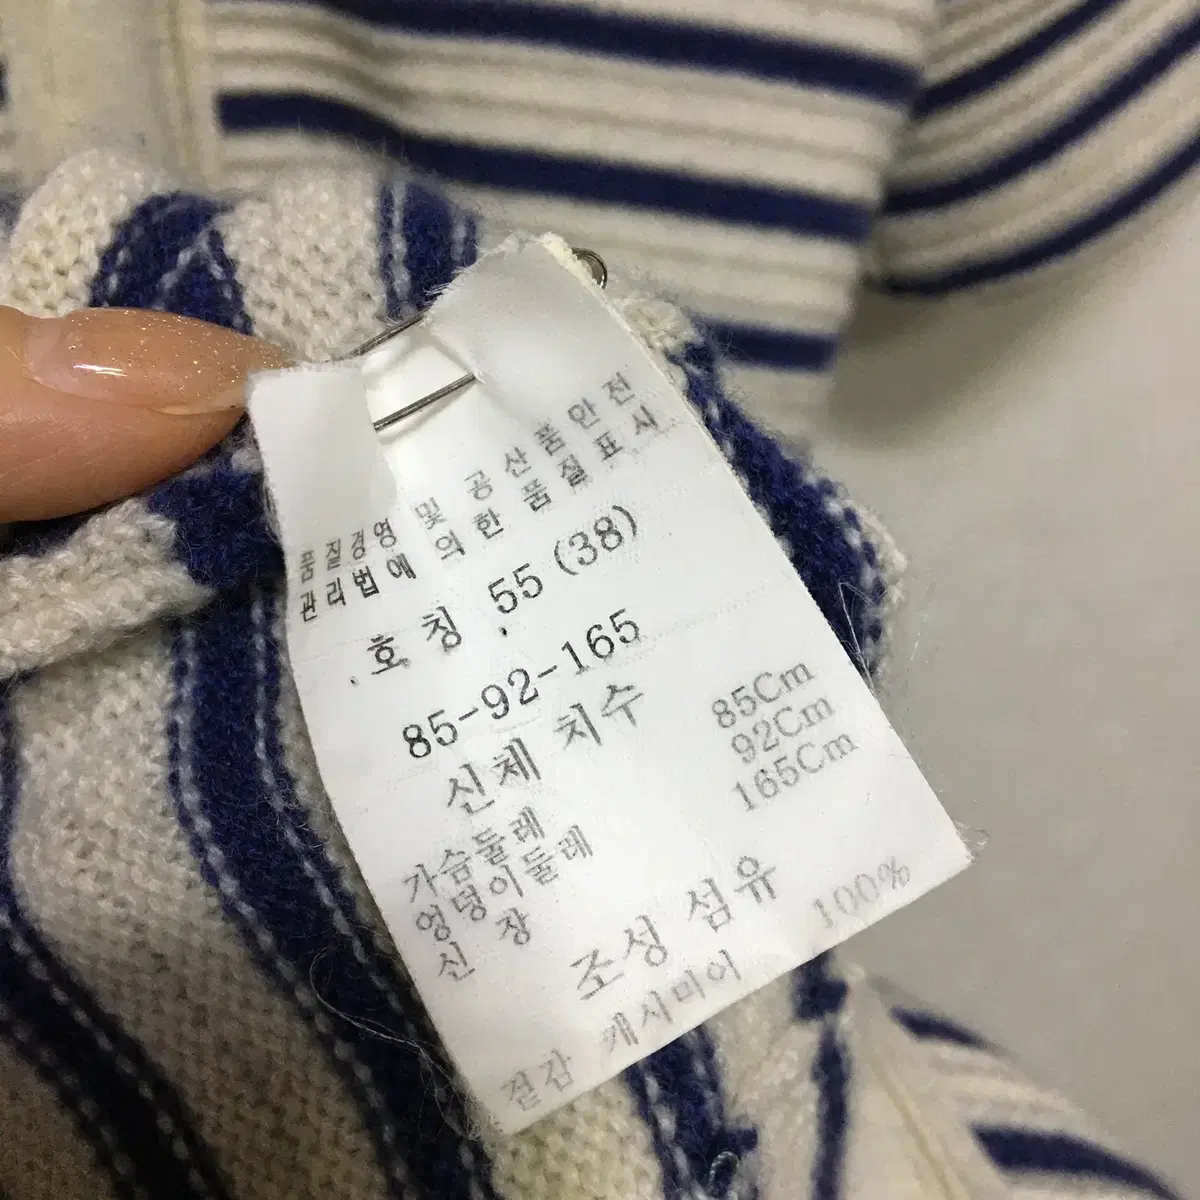 품질경영 및 공산품안전
관리법에 의한 품질표시
호칭 55 (38)
85-92-165
신체 치수
가슴둘레 85Cm
엉덩이둘레 92Cm
신 장 165Cm
조성 섬유
겉감 캐시미어 100%